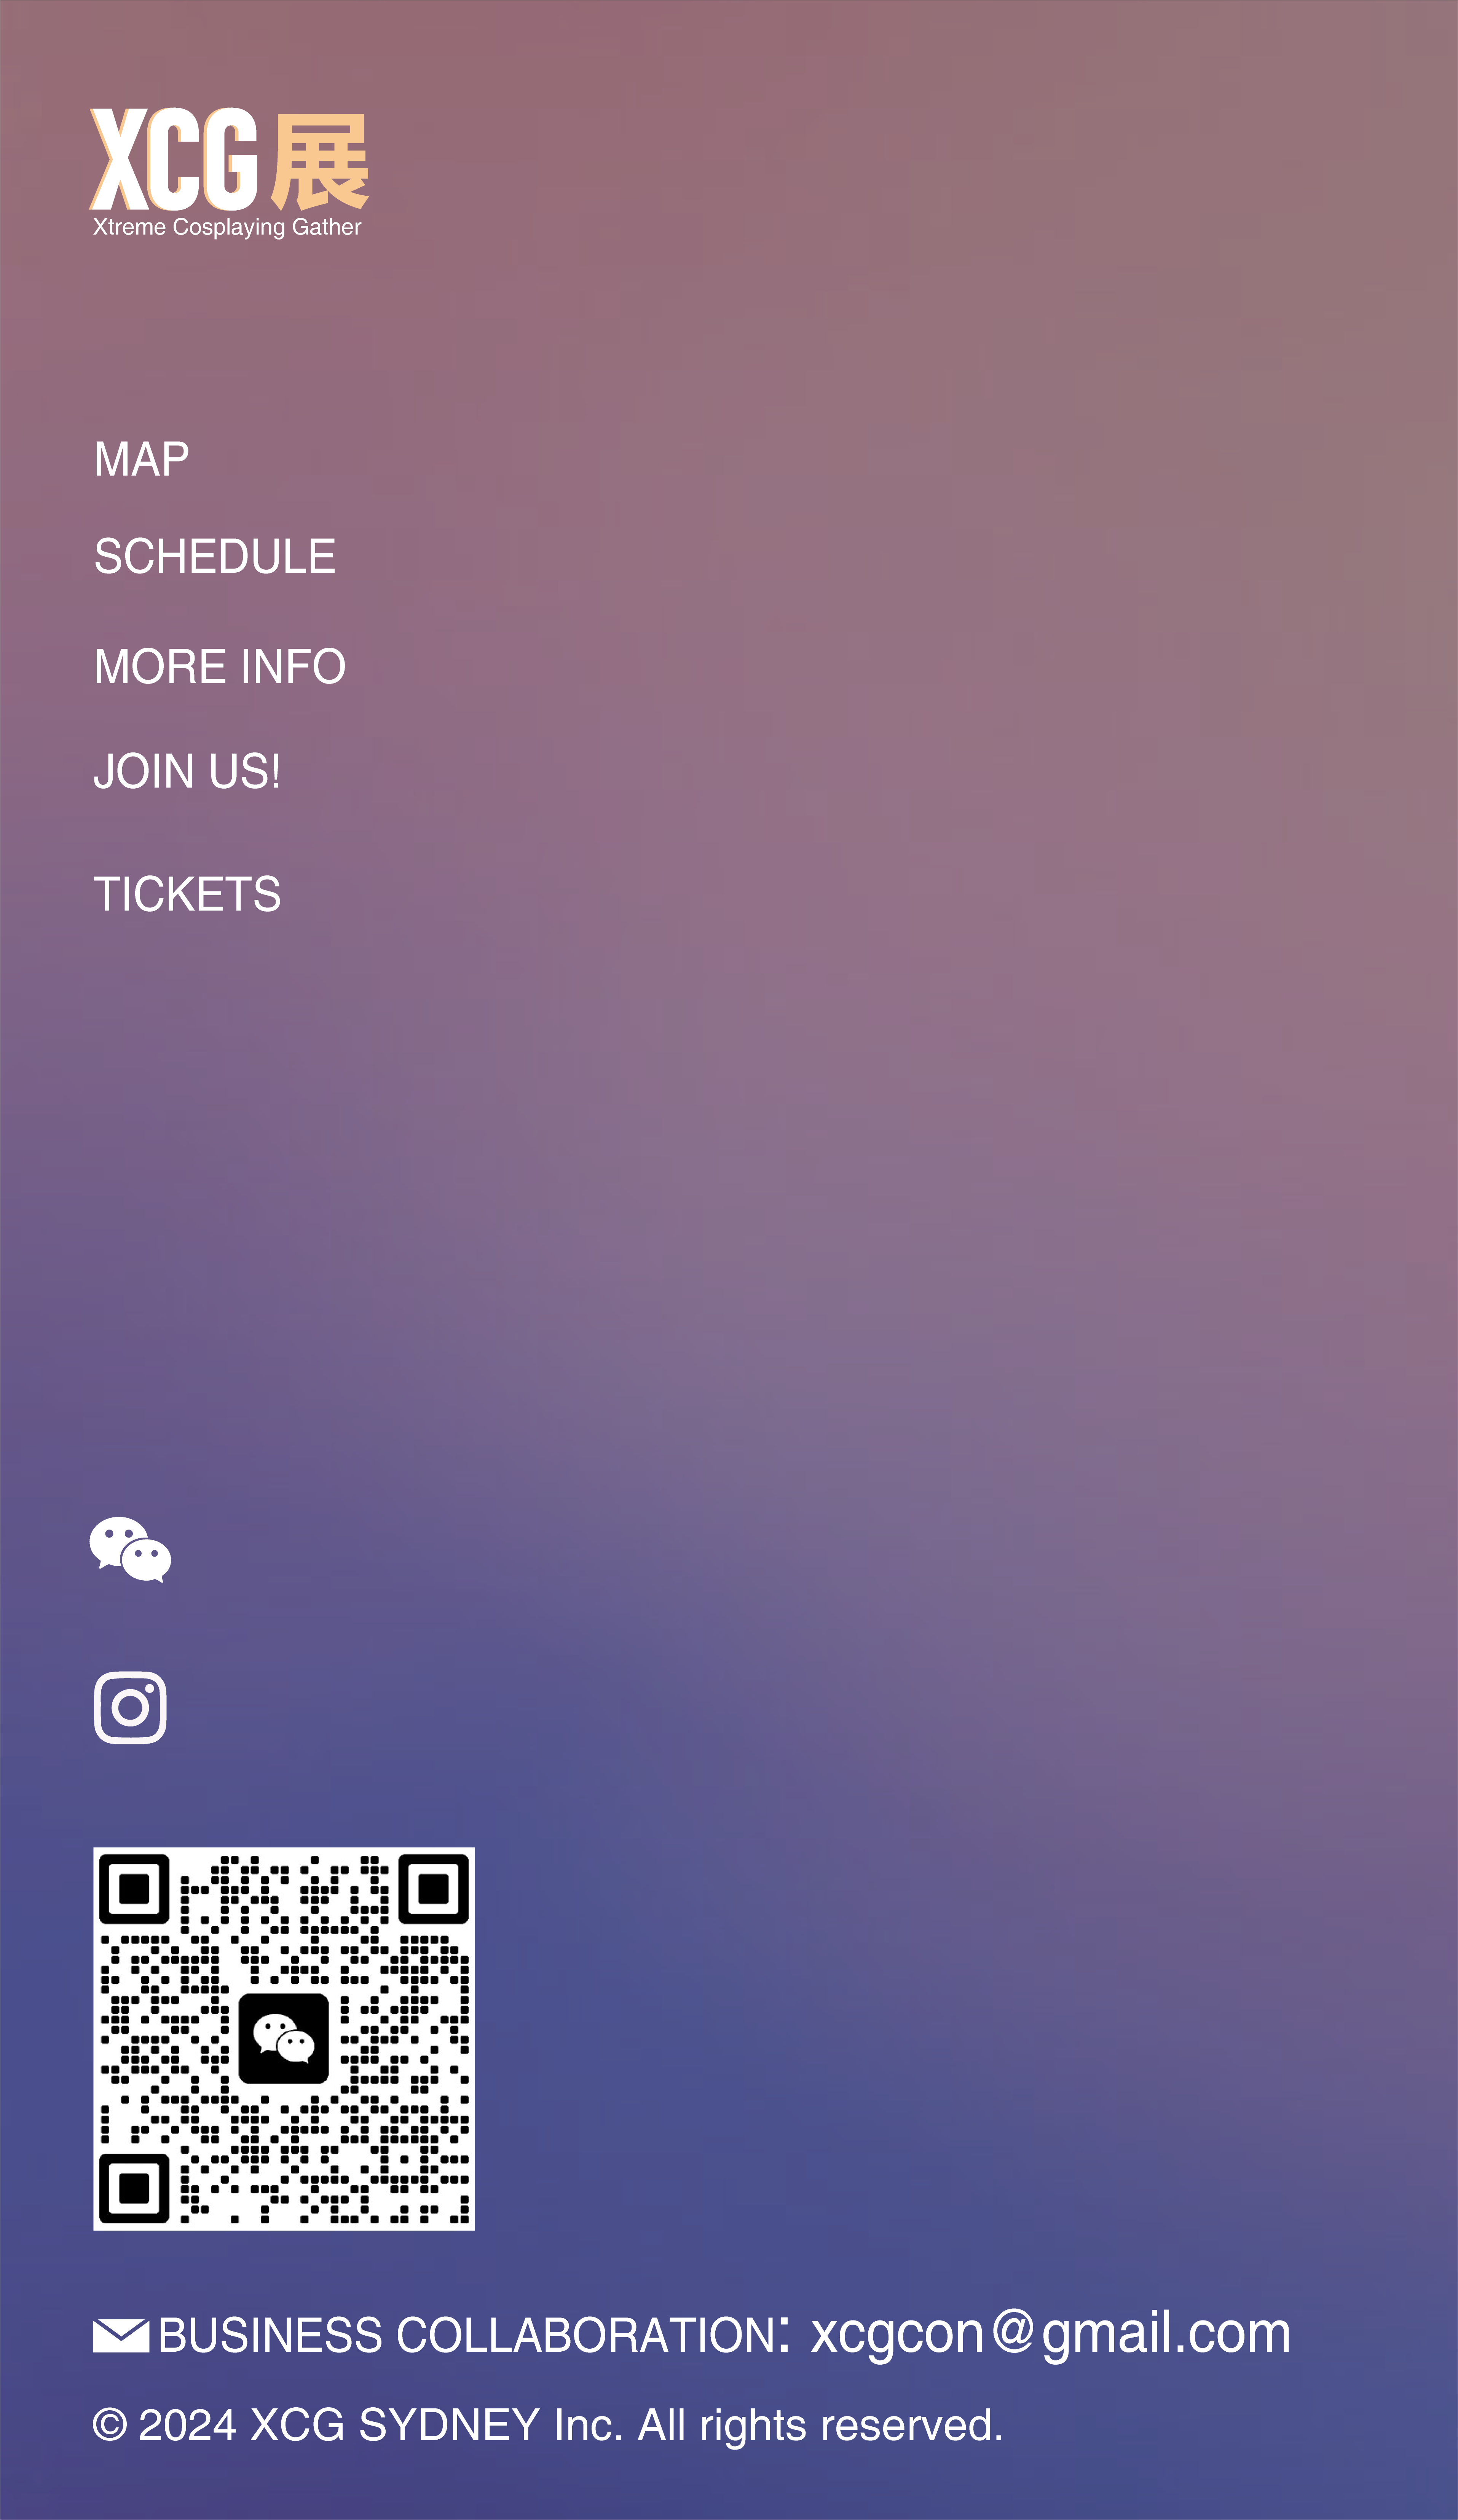 XCG展
Xtreme Cosplaying Gather
MAP
SCHEDULE
MORE INFO
JOIN US!
TICKETS
BUSINESS COLLABORATION: xcgcon@gmail.com
© 2024 XCG SYDNEY Inc. All rights reserved.